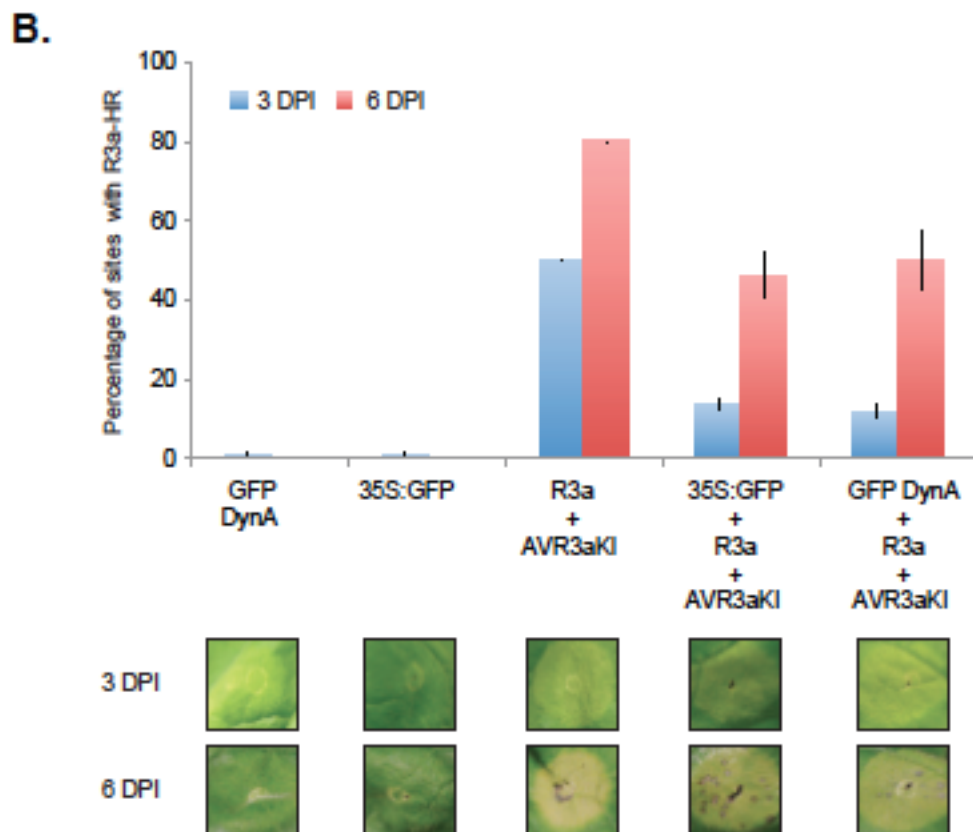 B.
100
3 DPI 6 DPI
80
60
40
20
0
Percentage of sites with R3a-HR
GFP
DynA
35S:GFP
R3a
+
AVR3aKI
35S:GFP
+
R3a
+
AVR3aKI
GFP DynA
+
R3a
+
AVR3aKI
3 DPI
6 DPI